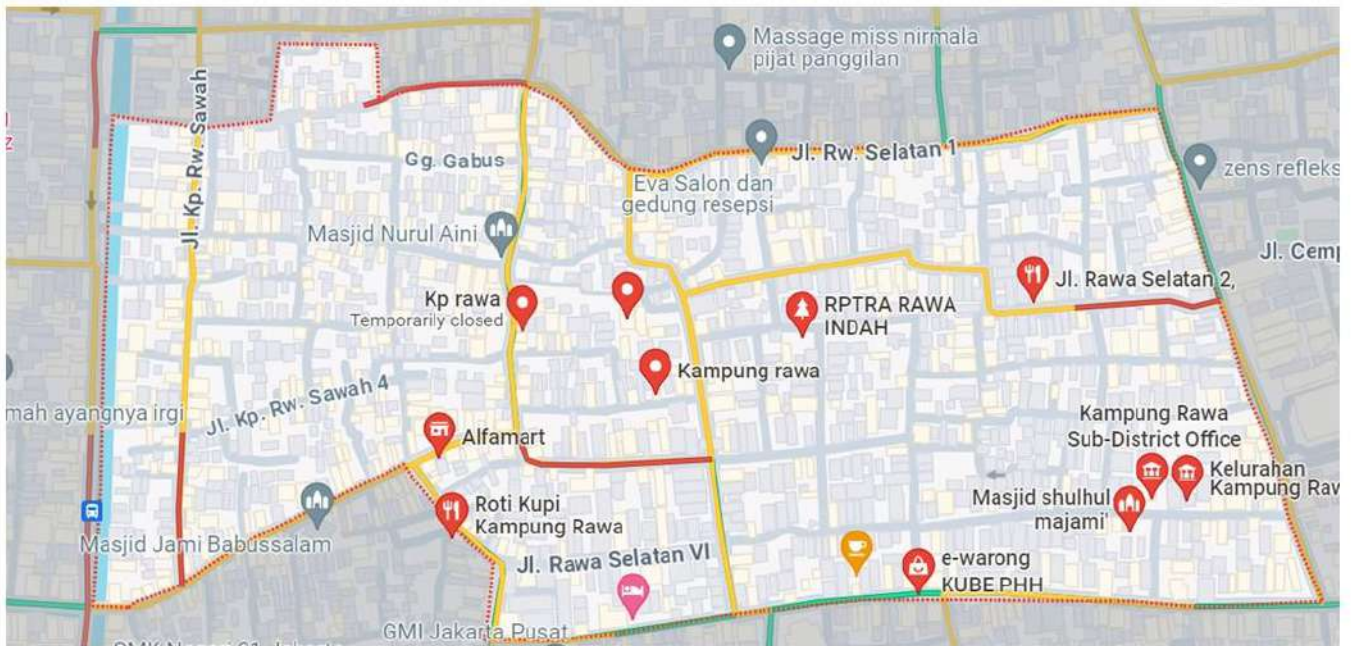 Massage miss nirmala
pijat panggilan
Jl. Kp. Rw. Sawah
Gg. Gabus
Jl. Rw. Selatan 1
zens refleks
Eva Salon dan
gedung resepsi
Masjid Nurul Aini
Jl. Cemp
Kp rawa
Temporarily closed
Jl. Rawa Selatan 2,
RPTRA RAWA
INDAH
Kampung rawa
Jl. Kp. Rw. Sawah 4
mah ayangnya irgi
Alfamart
Kampung Rawa
Sub-District Office
Kelurahan
Kampung Raw
Masjid shulhul
majami'
Roti Kupi
Kampung Rawa
Masjid Jami Babussalam
Jl. Rawa Selatan VI
e-warong
KUBE PHH
GMI Jakarta Pusat